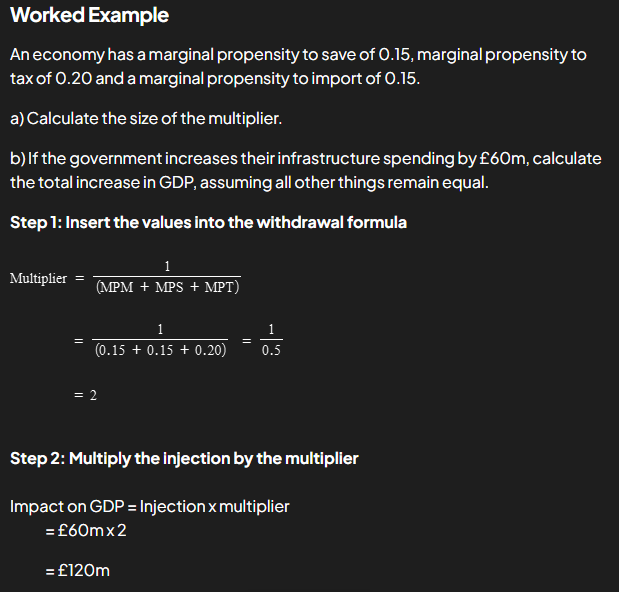 Worked Example
An economy has a marginal propensity to save of 0.15, marginal propensity to
tax of 0.20 and a marginal propensity to import of 0.15.
a) Calculate the size of the multiplier.
b) If the government increases their infrastructure spending by £60m, calculate
the total increase in GDP, assuming all other things remain equal.
Step 1: Insert the values into the withdrawal formula
Multiplier = 1 / (MPM + MPS + MPT)
= 1 / (0.15 + 0.15 + 0.20) = 1 / 0.5
= 2
Step 2: Multiply the injection by the multiplier
Impact on GDP = Injection x multiplier
= £60m x 2
= £120m